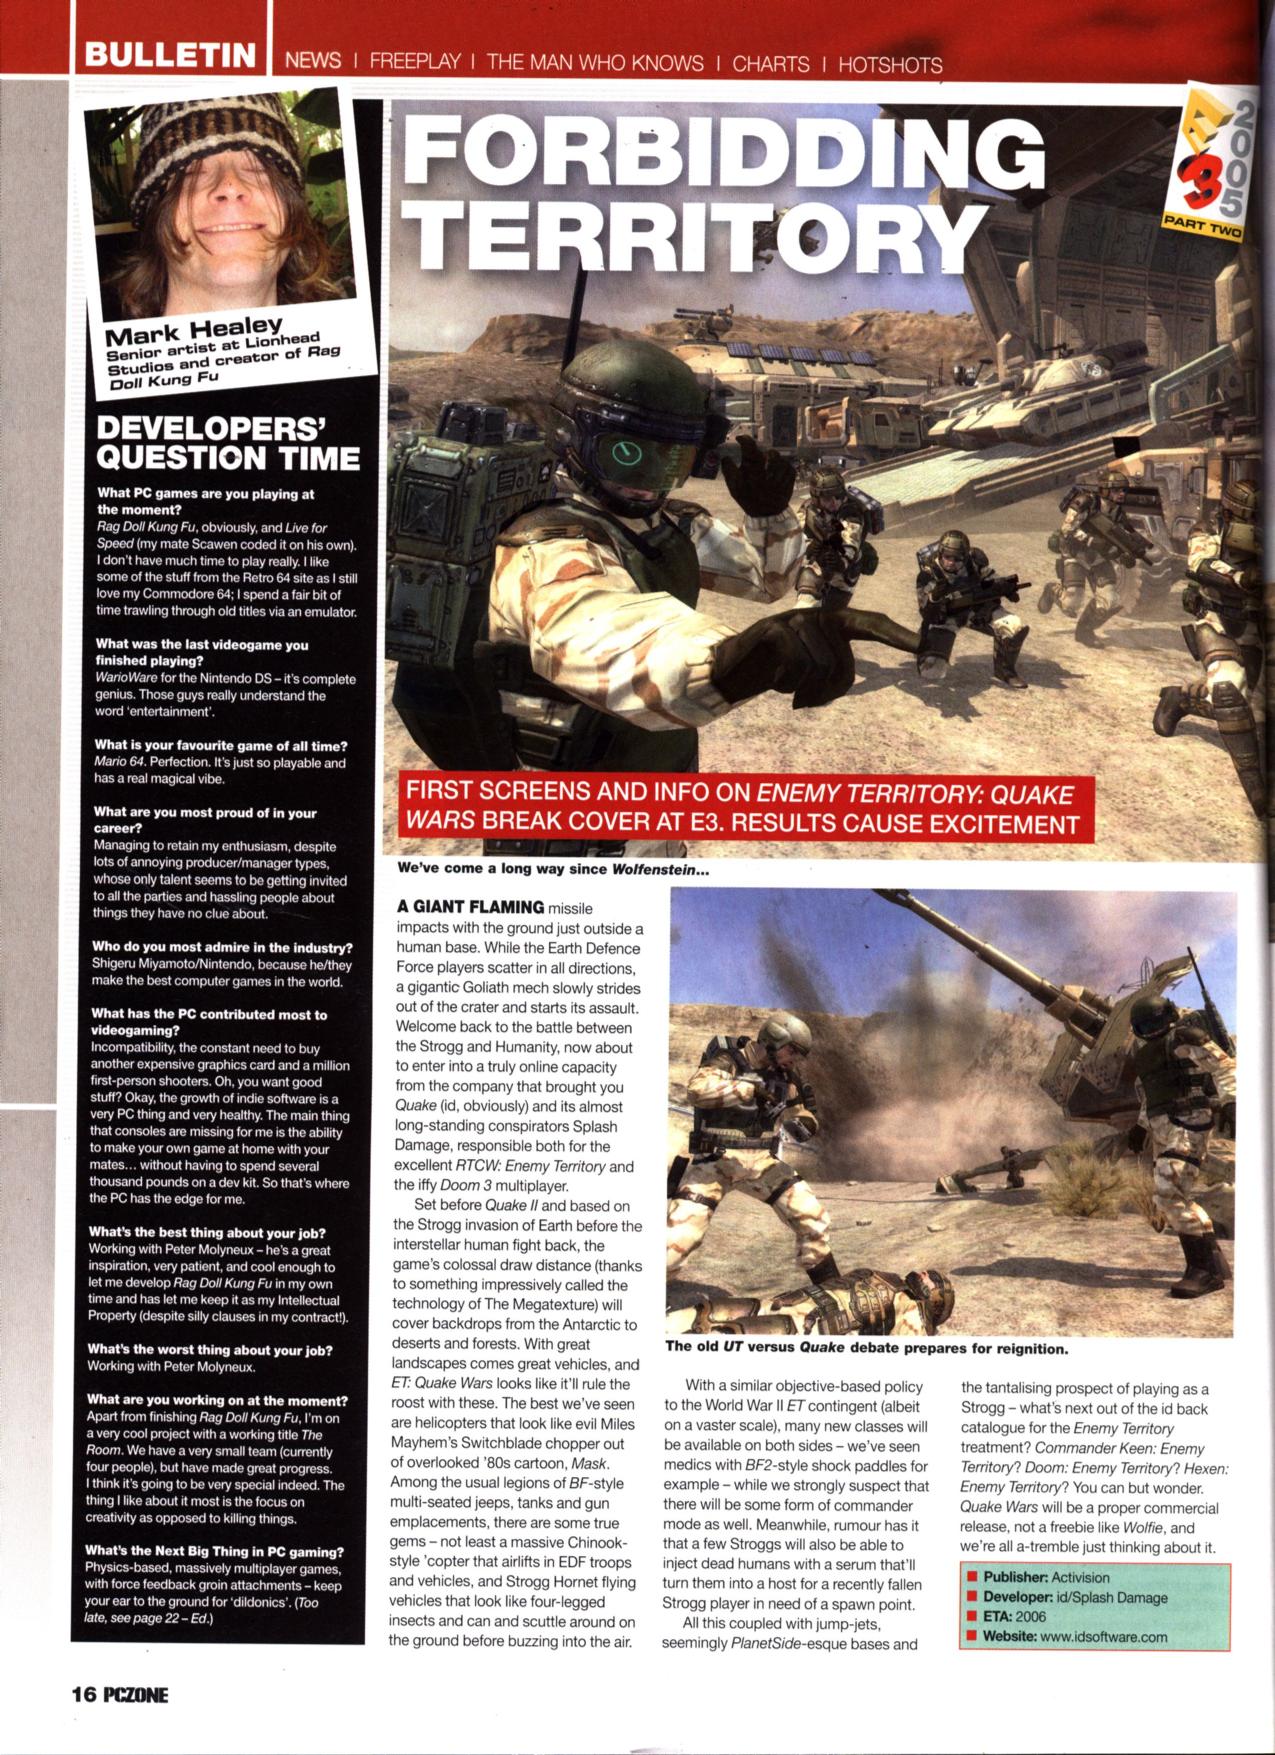 BULLETIN
NEWS | FREEPLAY | THE MAN WHO KNOWS | CHARTS | HOTSHOTS
E3
2005
PART TWO
FORBIDDING
TERRITORY
Mark Healey
Senior artist at Lionhead
Studios and creator of Rag
Doll Kung Fu
DEVELOPERS'
QUESTION TIME
What PC games are you playing at
the moment?
Rag Doll Kung Fu, obviously, and Live for
Speed (my mate Scawen coded it on his own).
I don't have much time to play really. I like
some of the stuff from the Retro 64 site as I still
love my Commodore 64; I spend a fair bit of
time trawling through old titles via an emulator.
What was the last videogame you
finished playing?
WarioWare for the Nintendo DS – it's complete
genius. Those guys really understand the
word 'entertainment'.
What is your favourite game of all time?
Mario 64. Perfection. It's just so playable and
has a real magical vibe.
What are you most proud of in your
career?
Managing to retain my enthusiasm, despite
lots of annoying producer/manager types,
whose only talent seems to be getting invited
to all the parties and hassling people about
things they have no clue about.
Who do you most admire in the industry?
Shigeru Miyamoto/Nintendo, because he/they
make the best computer games in the world.
What has the PC contributed most to
videogaming?
Incompatibility, the constant need to buy
another expensive graphics card and a million
first-person shooters. Oh, you want good
stuff? Okay, the growth of indie software is a
very PC thing and very healthy. The main thing
that consoles are missing for me is the ability
to make your own game at home with your
mates... without having to spend several
thousand pounds on a dev kit. So that's where
the PC has the edge for me.
What's the best thing about your job?
Working with Peter Molyneux – he's a great
inspiration, very patient, and cool enough to
let me develop Rag Doll Kung Fu in my own
time and has let me keep it as my Intellectual
Property (despite silly clauses in my contract!).
What's the worst thing about your job?
Working with Peter Molyneux.
What are you working on at the moment?
Apart from finishing Rag Doll Kung Fu, I'm on
a very cool project with a working title The
Room. We have a very small team (currently
four people), but have made great progress.
I think it's going to be very special indeed. The
thing I like about it most is the focus on
creativity as opposed to killing things.
What's the Next Big Thing in PC gaming?
Physics-based, massively multiplayer games,
with force feedback groin attachments – keep
your ear to the ground for 'dildonics'. (Too
late, see page 22 – Ed.)
FIRST SCREENS AND INFO ON ENEMY TERRITORY: QUAKE
WARS BREAK COVER AT E3. RESULTS CAUSE EXCITEMENT
We've come a long way since Wolfenstein...
A GIANT FLAMING missile
impacts with the ground just outside a
human base. While the Earth Defence
Force players scatter in all directions,
a gigantic Goliath mech slowly strides
out of the crater and starts its assault.
Welcome back to the battle between
the Strogg and Humanity, now about
to enter into a truly online capacity
from the company that brought you
Quake (id, obviously) and its almost
long-standing conspirators Splash
Damage, responsible both for the
excellent RTCW: Enemy Territory and
the iffy Doom 3 multiplayer.
Set before Quake II and based on
the Strogg invasion of Earth before the
interstellar human fight back, the
game's colossal draw distance (thanks
to something impressively called the
technology of The Megatexture) will
cover backdrops from the Antarctic to
deserts and forests. With great
landscapes comes great vehicles, and
ET: Quake Wars looks like it'll rule the
roost with these. The best we've seen
are helicopters that look like evil Miles
Mayhem's Switchblade chopper out
of overlooked '80s cartoon, Mask.
Among the usual legions of BF-style
multi-seated jeeps, tanks and gun
emplacements, there are some true
gems – not least a massive Chinook-
style 'copter that airlifts in EDF troops
and vehicles, and Strogg Hornet flying
vehicles that look like four-legged
insects and can and scuttle around on
the ground before buzzing into the air.
The old UT versus Quake debate prepares for reignition.
With a similar objective-based policy
to the World War II ET contingent (albeit
on a vaster scale), many new classes will
be available on both sides – we've seen
medics with BF2-style shock paddles for
example – while we strongly suspect that
there will be some form of commander
mode as well. Meanwhile, rumour has it
that a few Stroggs will also be able to
inject dead humans with a serum that'll
turn them into a host for a recently fallen
Strogg player in need of a spawn point.
All this coupled with jump-jets,
seemingly PlanetSide-esque bases and
the tantalising prospect of playing as a
Strogg – what's next out of the id back
catalogue for the Enemy Territory
treatment? Commander Keen: Enemy
Territory? Doom: Enemy Territory? Hexen:
Enemy Territory? You can but wonder.
Quake Wars will be a proper commercial
release, not a freebie like Wolfie, and
we're all a-tremble just thinking about it.
Publisher: Activision
Developer: id/Splash Damage
ETA: 2006
Website: www.idsoftware.com
16 PCZONE